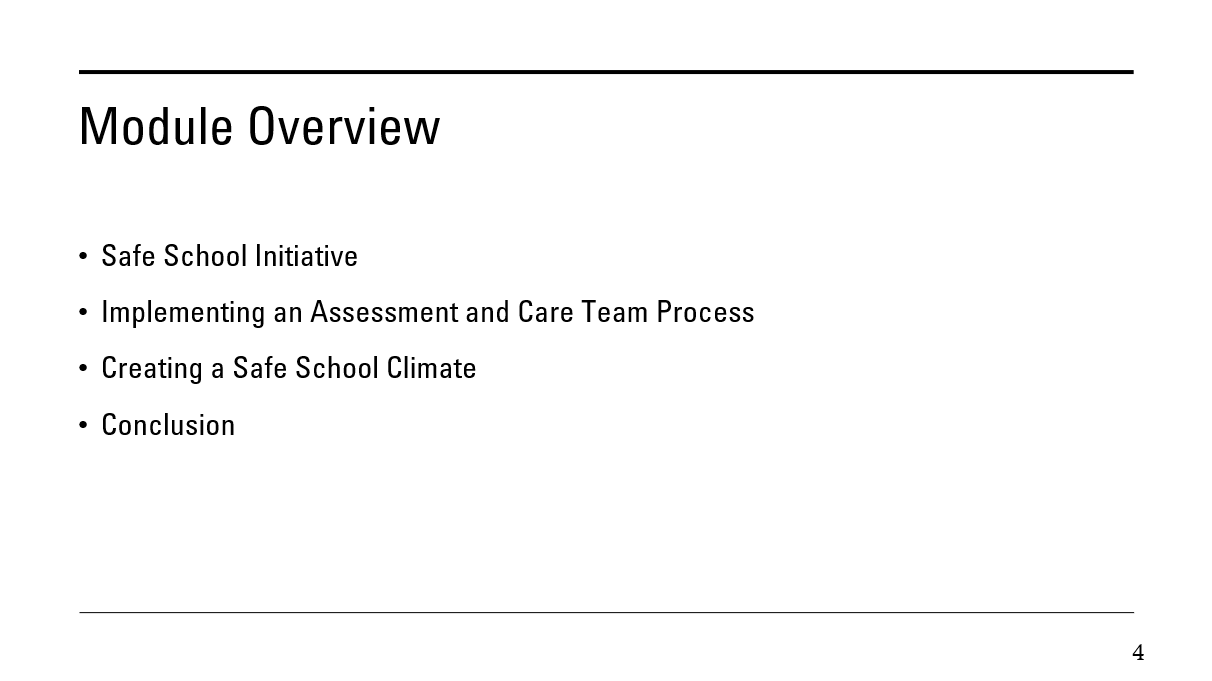 Module Overview
• Safe School Initiative
• Implementing an Assessment and Care Team Process
• Creating a Safe School Climate
• Conclusion
4